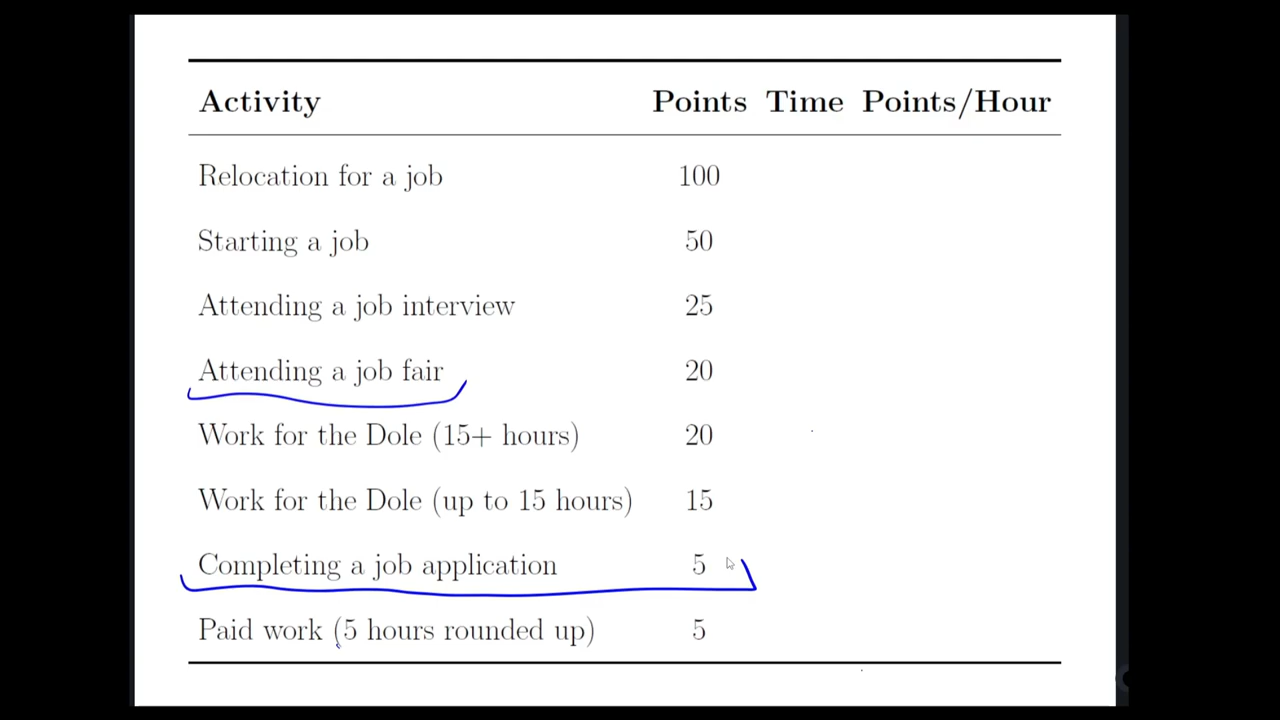 Activity Points Time Points/Hour
Relocation for a job 100
Starting a job 50
Attending a job interview 25
Attending a job fair 20
Work for the Dole (15+ hours) 20
Work for the Dole (up to 15 hours) 15
Completing a job application 5
Paid work (5 hours rounded up) 5